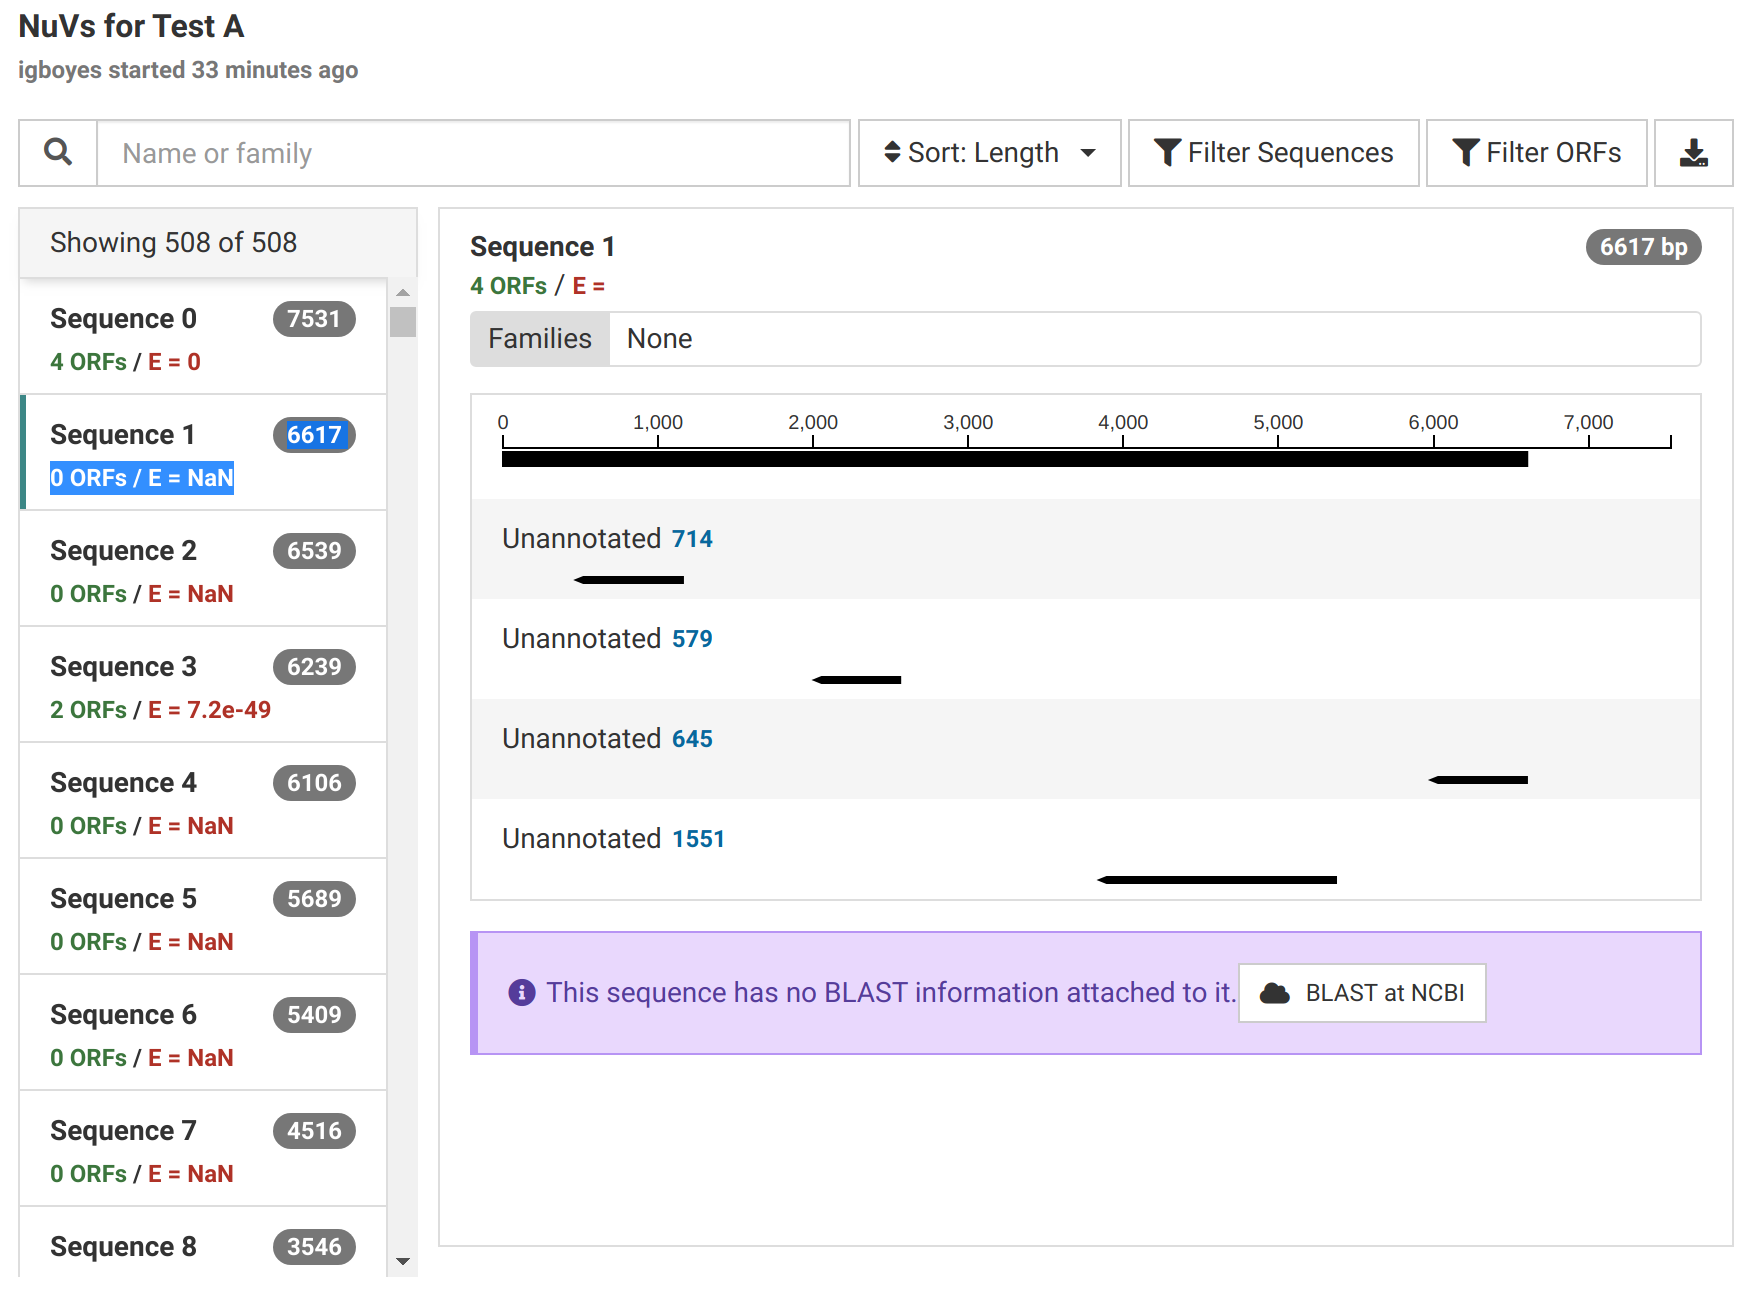 NuVs for Test A
igboyes started 33 minutes ago
Name or family
Sort: Length
Filter Sequences
Filter ORFs
Showing 508 of 508
Sequence 0 7531
4 ORFs / E = 0
Sequence 1 6617
0 ORFs / E = NaN
Sequence 2 6539
0 ORFs / E = NaN
Sequence 3 6239
2 ORFs / E = 7.2e-49
Sequence 4 6106
0 ORFs / E = NaN
Sequence 5 5689
0 ORFs / E = NaN
Sequence 6 5409
0 ORFs / E = NaN
Sequence 7 4516
0 ORFs / E = NaN
Sequence 8 3546
Sequence 1 6617 bp
4 ORFs / E =
Families None
0 1,000 2,000 3,000 4,000 5,000 6,000 7,000
Unannotated 714
Unannotated 579
Unannotated 645
Unannotated 1551
This sequence has no BLAST information attached to it. BLAST at NCBI